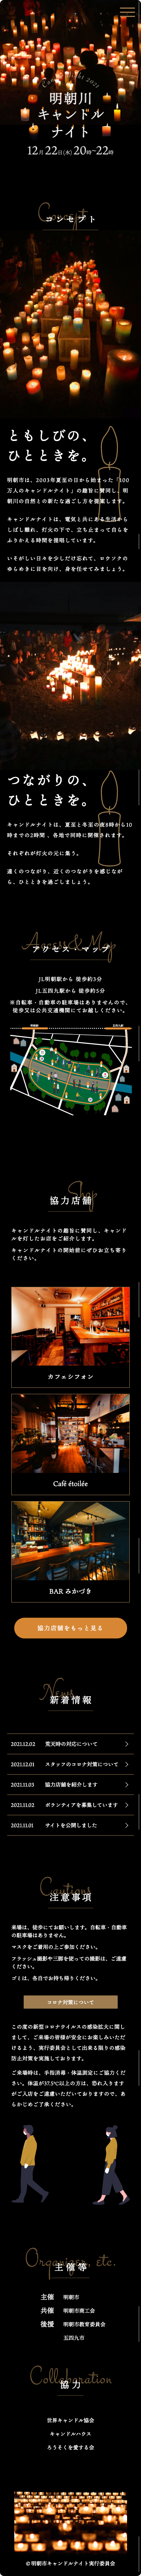 Candle Night 2021
明朝川
キャンドル
ナイト
12月22日(水) 20時〜22時
Concept
コンセプト
ともしびの、
ひとときを。
明朝市は、2003年夏至の日から始まった「100
万人のキャンドルナイト」の趣旨に賛同し、明
朝川の自然との新たな過ごし方を提案します。
キャンドルナイトは、電気と共にある生活から
しばし離れ、灯火の下で、立ち止まって自らを
ふりかえる時間を提唱しています。
いそがしい日々を少しだけ忘れて、ロウソクの
ゆらめきに目を向け、身を任せてみましょう。
つながりの、
ひとときを。
キャンドルナイトは、夏至と冬至の夜8時から10
時までの2時間 、各地で同時に開催されます。
それぞれが灯火の元に集う。
遠くのつながり、近くのつながりを感じなが
ら、ひとときを過ごしましょう。
Access&Map
アクセス・マップ
JL明朝駅から 徒歩約3分
JL五四九駅から 徒歩約5分
※自転車・自動車の駐車場はありませんので、
徒歩又は公共交通機関にてお越しください。
明朝駅
五四九駅
Shop
協力店舗
キャンドルナイトの趣旨に賛同し、キャンド
ルを灯したお店をご紹介します。
キャンドルナイトの開始前にぜひお立ち寄り
ください。
カフェシフォン
Café étoilée
BAR みかづき
協力店舗をもっと見る
News
新着情報
2021.12.02 荒天時の対応について
2021.12.01 スタッフのコロナ対策について
2021.11.03 協力店舗を紹介します
2021.11.02 ボランティアを募集しています
2021.11.01 サイトを公開しました
Cautions
注意事項
来場は、徒歩にてお願いします。自転車・自動車
の駐車場はありません。
マスクをご着用の上ご参加ください。
フラッシュ撮影や三脚を使っての撮影は、ご遠慮
ください。
ゴミは、各自でお持ち帰りください。
コロナ対策について
この度の新型コロナウイルスの感染拡大に関し
まして、ご来場の皆様が安全にお楽しみいただ
けるよう、実行委員会として出来る限りの感染
防止対策を実施しております。
ご来場時は、手指消毒・体温測定にご協力くだ
さい。体温が37.5℃以上の方は、恐れ入ります
がご入店をご遠慮いただいておりますので、あ
らかじめご了承ください。
Organizer, etc.
主催等
主催 明朝市
共催 明朝市商工会
後援 明朝市教育委員会
五四九市
Collaboration
協力
世界キャンドル協会
キャンドルハウス
ろうそくを愛する会
© 明朝市キャンドルナイト実行委員会